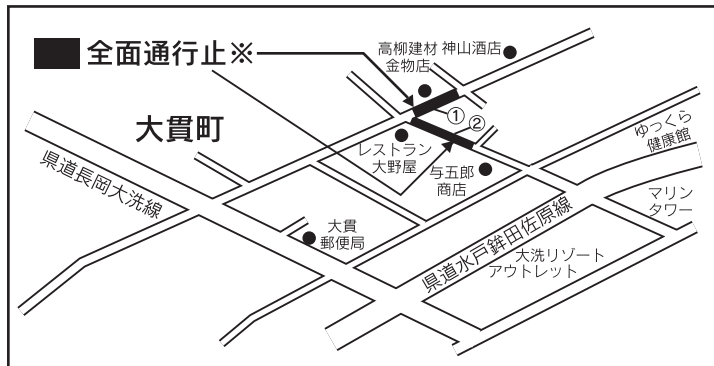 全面通行止※
高柳建材
金物店
神山酒店
①
②
大貫町
レストラン
大野屋
与五郎
商店
ゆっくら
健康館
県道長岡大洗線
マリン
タワー
大貫
郵便局
県道水戸鉾田佐原線
大洗リゾート
アウトレット